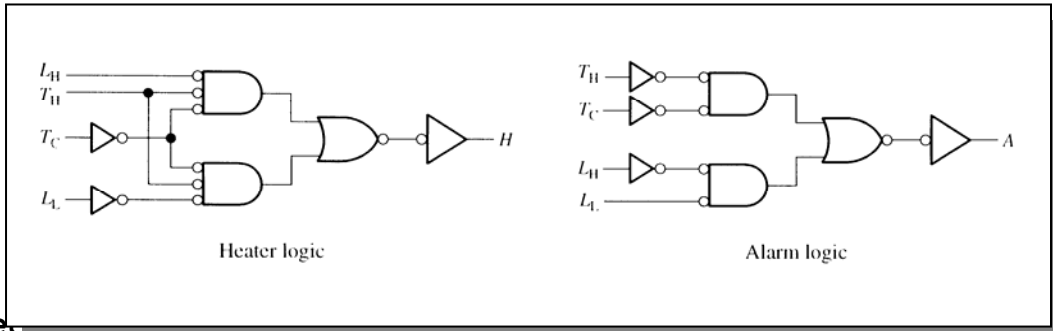 L_H
T_H
T_C
L_L
H
Heater logic
T_H
T_C
L_H
L_L
A
Alarm logic